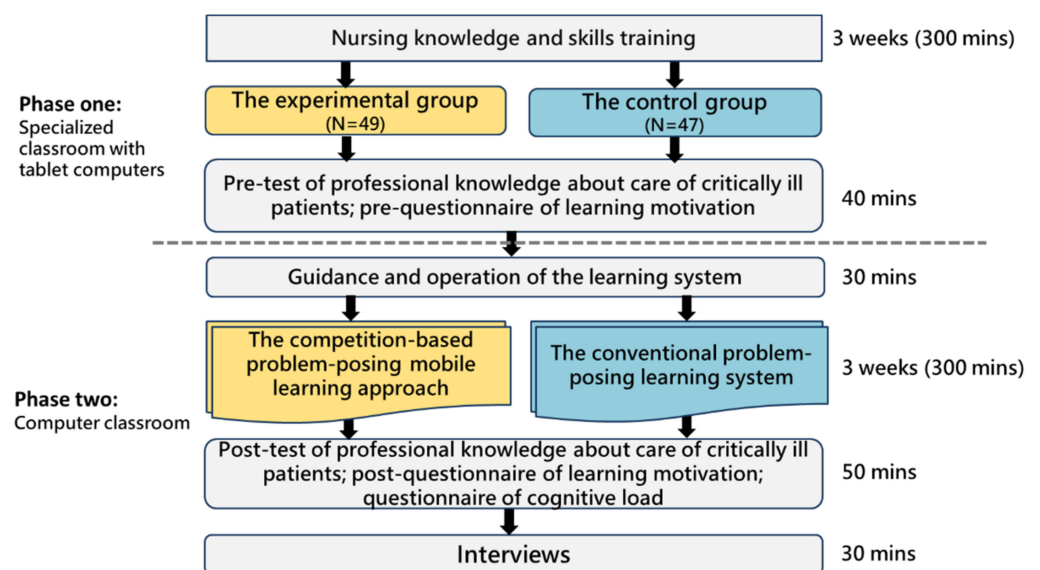 Nursing knowledge and skills training
3 weeks (300 mins)
Phase one:
Specialized
classroom with
tablet computers
The experimental group
(N=49)
The control group
(N=47)
Pre-test of professional knowledge about care of critically ill
patients; pre-questionnaire of learning motivation
40 mins
Guidance and operation of the learning system
30 mins
Phase two:
Computer classroom
The competition-based
problem-posing mobile
learning approach
The conventional problem-
posing learning system
3 weeks (300 mins)
Post-test of professional knowledge about care of critically ill
patients; post-questionnaire of learning motivation;
questionnaire of cognitive load
50 mins
Interviews
30 mins